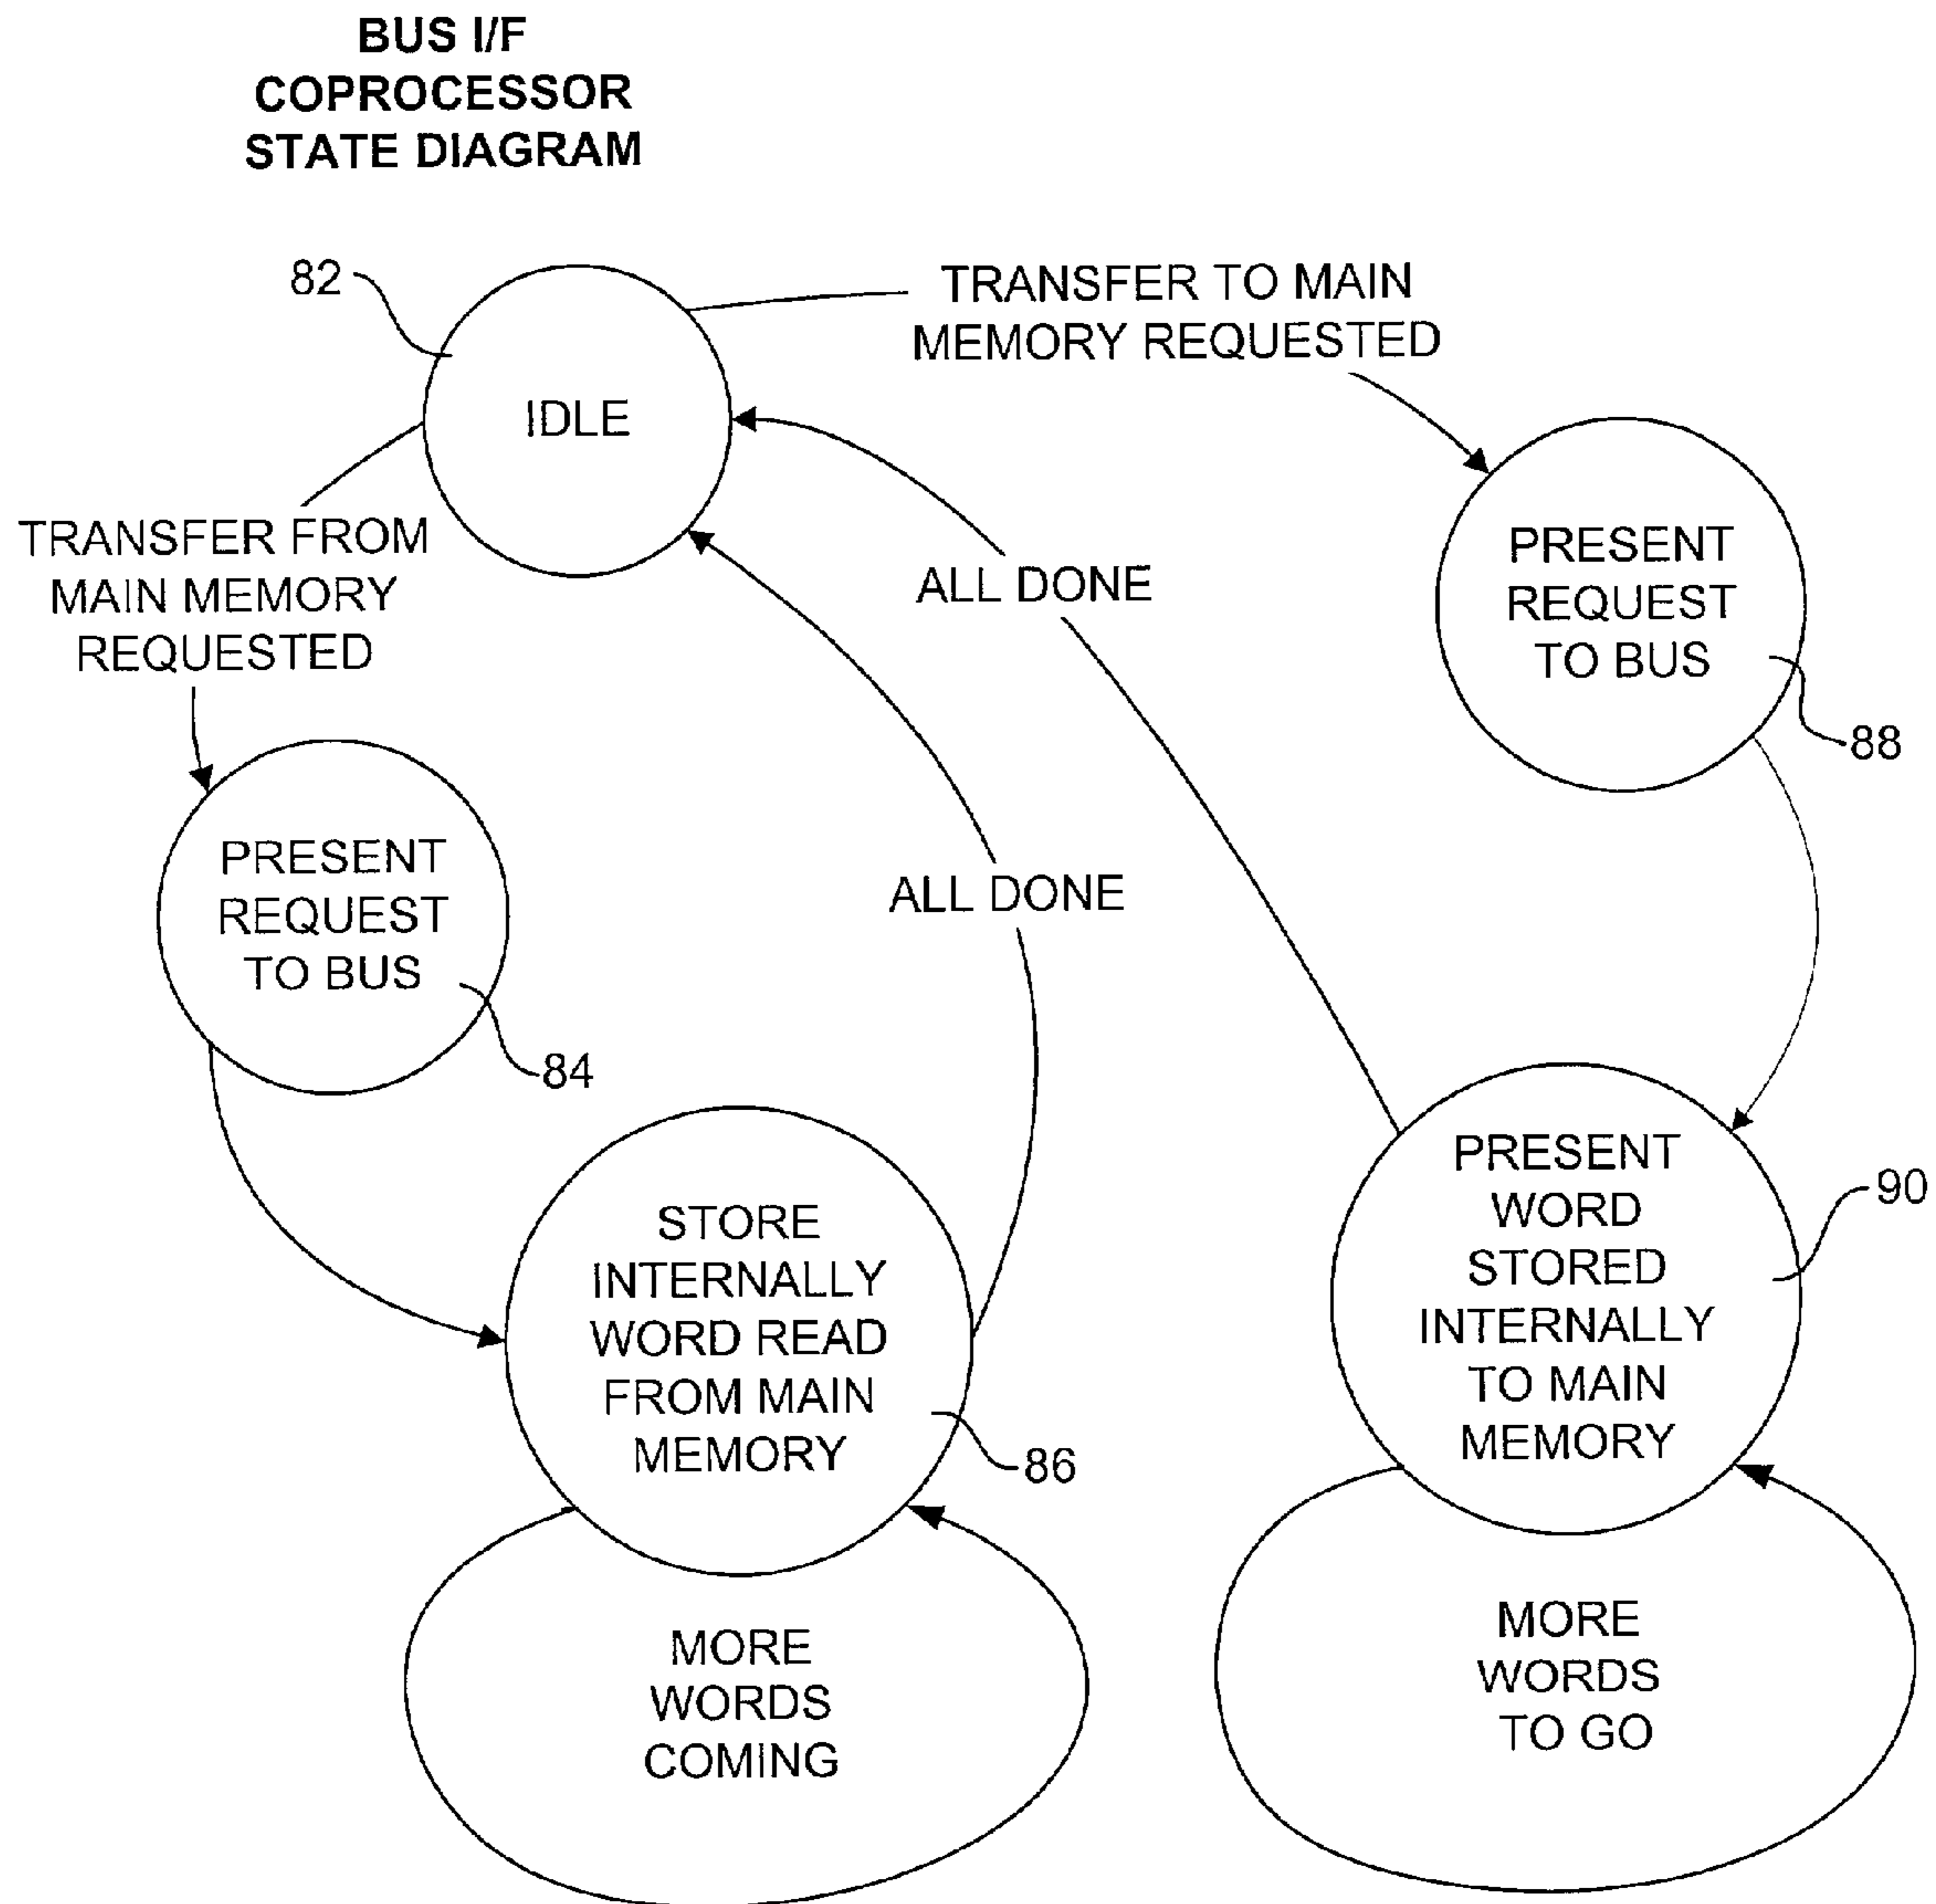 BUS I/F
COPROCESSOR
STATE DIAGRAM
82
IDLE
TRANSFER TO MAIN
MEMORY REQUESTED
TRANSFER FROM
MAIN MEMORY
REQUESTED
ALL DONE
PRESENT
REQUEST
TO BUS
88
PRESENT
REQUEST
TO BUS
84
ALL DONE
STORE
INTERNALLY
WORD READ
FROM MAIN
MEMORY
86
PRESENT
WORD
STORED
INTERNALLY
TO MAIN
MEMORY
90
MORE
WORDS
COMING
MORE
WORDS
TO GO